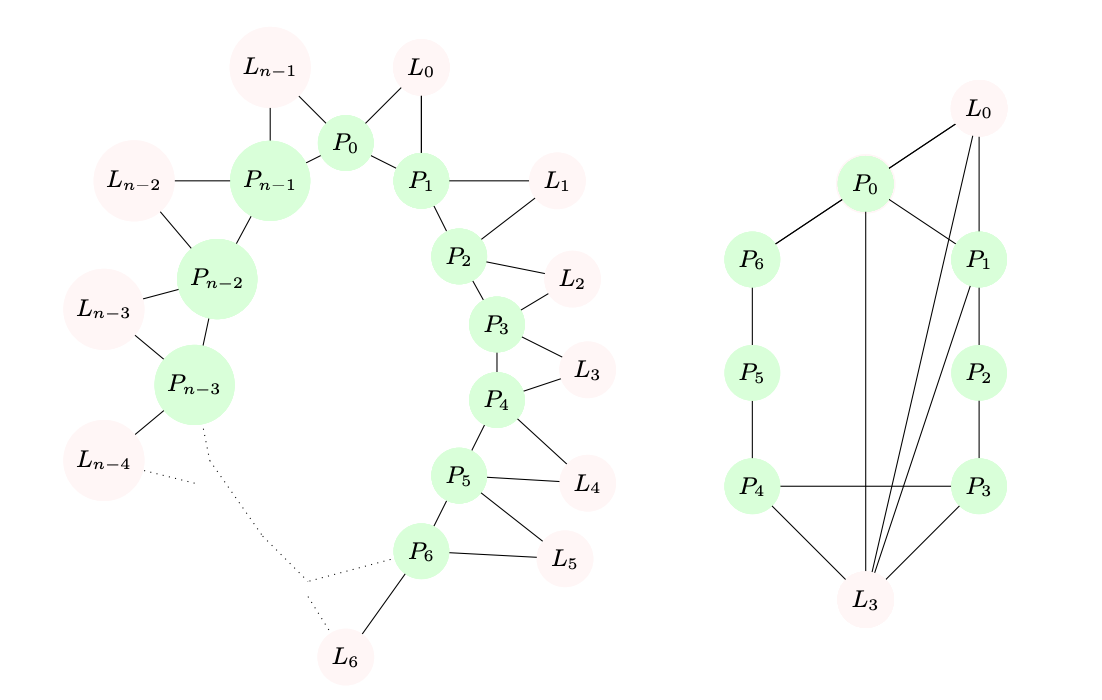 L_{n-1}
L_0
P_0
L_{n-2}
P_{n-1}
P_1
L_1
P_{n-2}
P_2
L_2
L_{n-3}
P_3
L_3
P_{n-3}
P_4
L_{n-4}
P_5
L_4
P_6
L_5
L_6
L_0
P_0
P_6
P_1
P_5
P_2
P_4
P_3
L_3